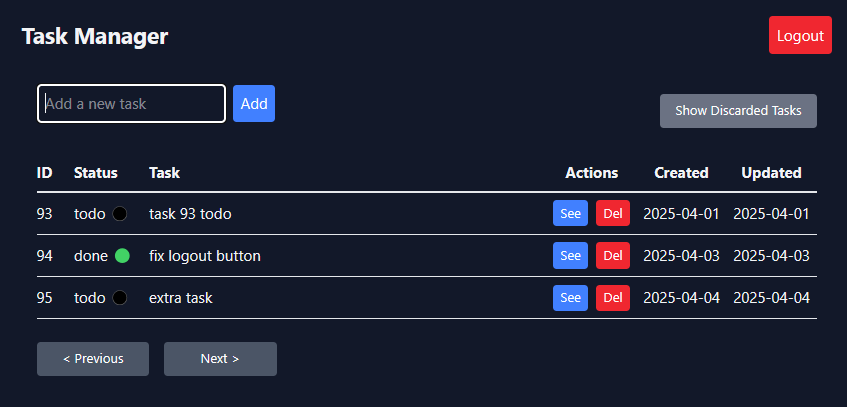 Task Manager Logout
Add a new task Add
Show Discarded Tasks
ID Status Task Actions Created Updated
93 todo task 93 todo See Del 2025-04-01 2025-04-01
94 done fix logout button See Del 2025-04-03 2025-04-03
95 todo extra task See Del 2025-04-04 2025-04-04
< Previous Next >